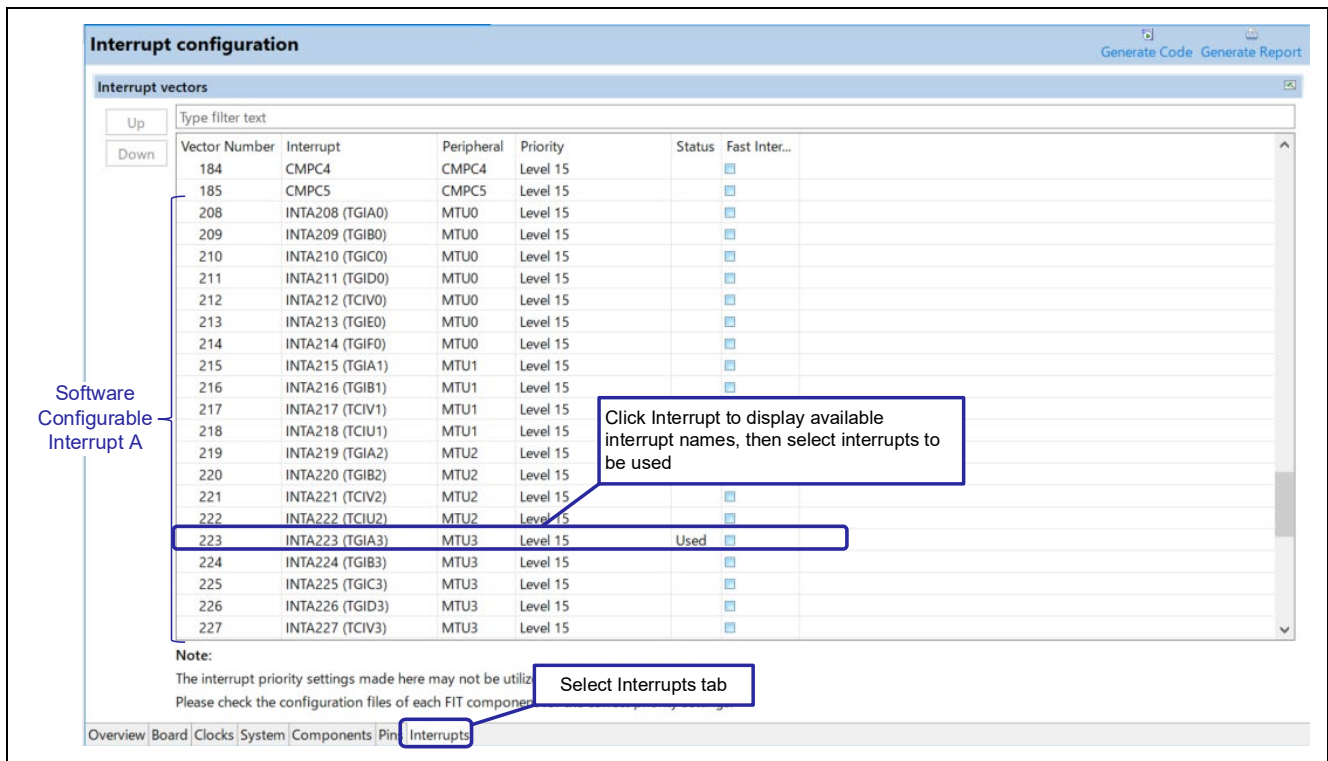 Interrupt configuration
Generate Code Generate Report
Interrupt vectors
Up
Type filter text
Down
Vector Number Interrupt Peripheral Priority Status Fast Inter...
184 CMPC4 CMPC4 Level 15
185 CMPC5 CMPC5 Level 15
208 INTA208 (TGIA0) MTU0 Level 15
209 INTA209 (TGIB0) MTU0 Level 15
210 INTA210 (TGIC0) MTU0 Level 15
211 INTA211 (TGID0) MTU0 Level 15
212 INTA212 (TCIV0) MTU0 Level 15
213 INTA213 (TGIE0) MTU0 Level 15
214 INTA214 (TGIF0) MTU0 Level 15
215 INTA215 (TGIA1) MTU1 Level 15
216 INTA216 (TGIB1) MTU1 Level 15
217 INTA217 (TCIV1) MTU1 Level 15
218 INTA218 (TCIU1) MTU1 Level 15
219 INTA219 (TGIA2) MTU2 Level 15
220 INTA220 (TGIB2) MTU2 Level 15
221 INTA221 (TCIV2) MTU2 Level 15
222 INTA222 (TCIU2) MTU2 Level 15
223 INTA223 (TGIA3) MTU3 Level 15 Used
224 INTA224 (TGIB3) MTU3 Level 15
225 INTA225 (TGIC3) MTU3 Level 15
226 INTA226 (TGID3) MTU3 Level 15
227 INTA227 (TCIV3) MTU3 Level 15
Software
Configurable
Interrupt A
Click Interrupt to display available
interrupt names, then select interrupts to
be used
Note:
The interrupt priority settings made here may not be
Please check the configuration files of each FIT
Select Interrupts tab
Overview Board Clocks System Components Pins Interrupts